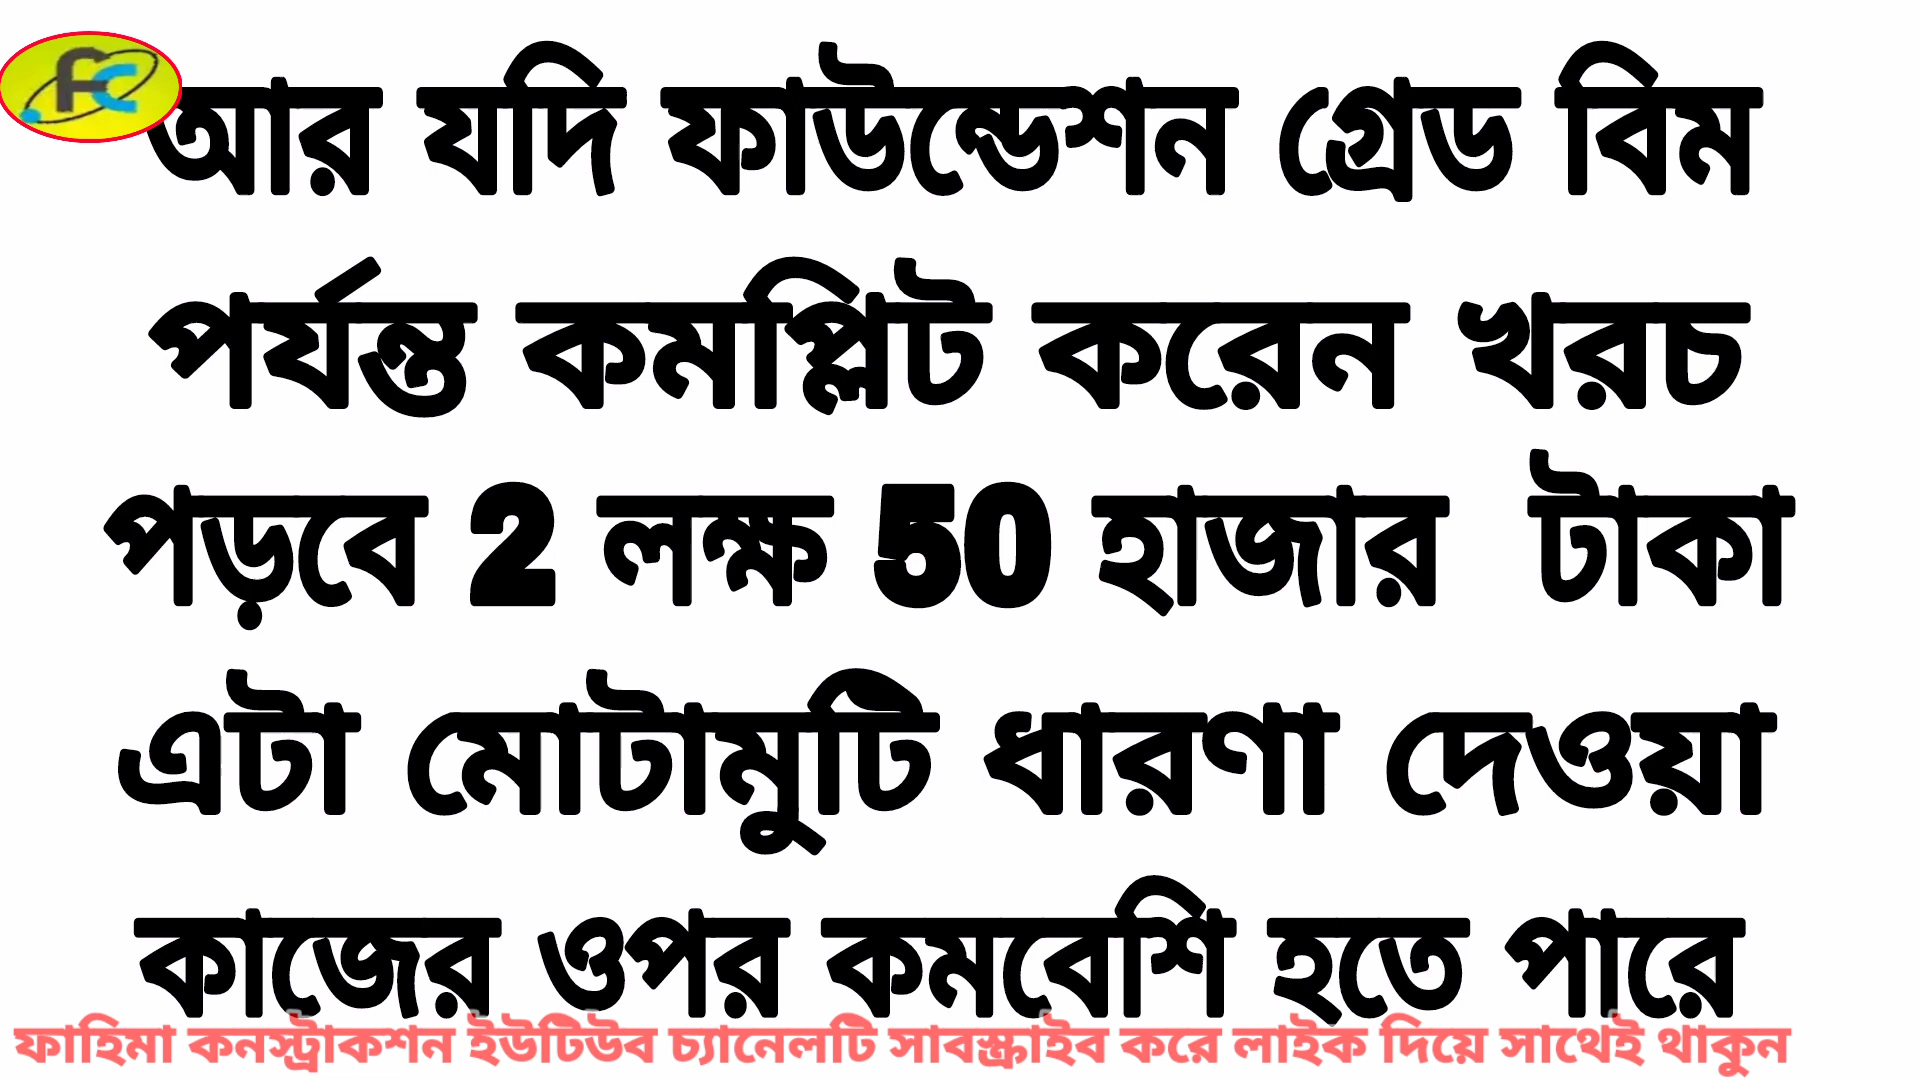 FC
আর যদি ফাউন্ডেশন গ্রেড বিম
পর্যন্ত কমপ্লিট করেন খরচ
পড়বে 2 লক্ষ 50 হাজার টাকা
এটা মোটামুটি ধারণা দেওয়া
কাজের ওপর কমবেশি হতে পারে
ফাহিমা কনস্ট্রাকশন ইউটিউব চ্যানেলটি সাবস্ক্রাইব করে লাইক দিয়ে সাথেই থাকুন